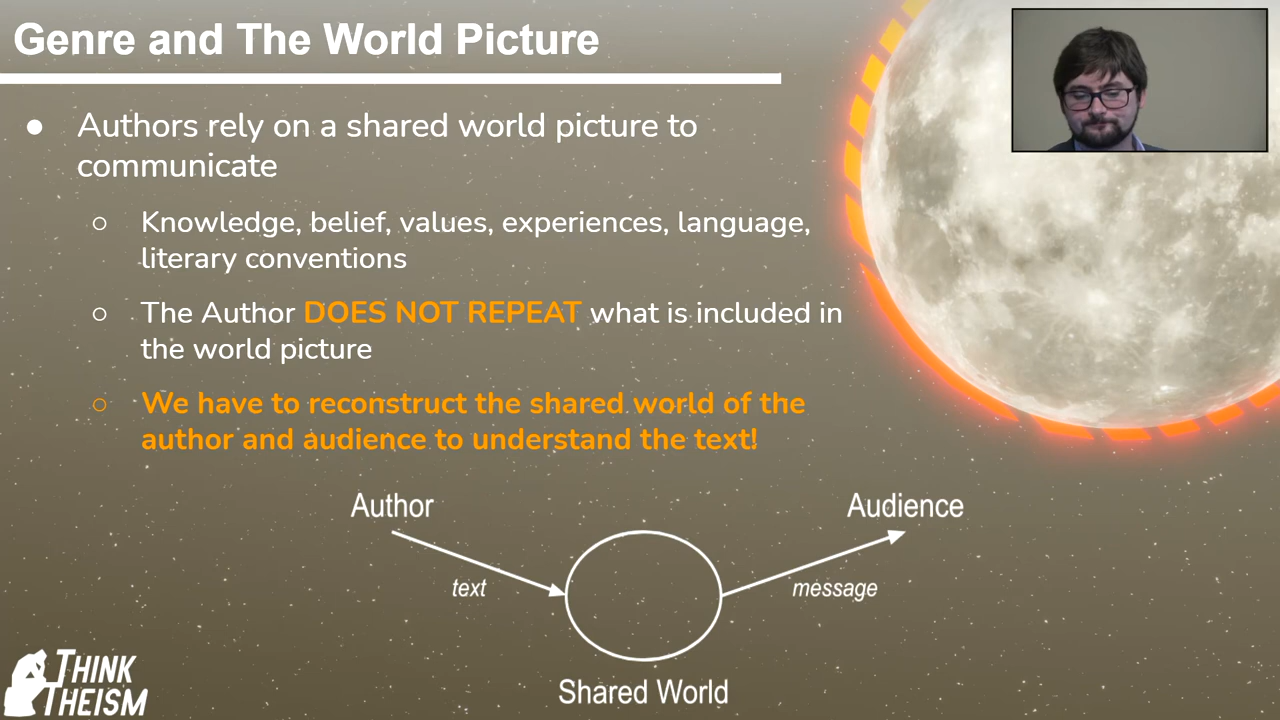 Genre and The World Picture
● Authors rely on a shared world picture to
communicate
○ Knowledge, belief, values, experiences, language,
literary conventions
○ The Author DOES NOT REPEAT what is included in
the world picture
○ We have to reconstruct the shared world of the
author and audience to understand the text!
Author
Audience
text
message
Shared World
THINK
THEISM